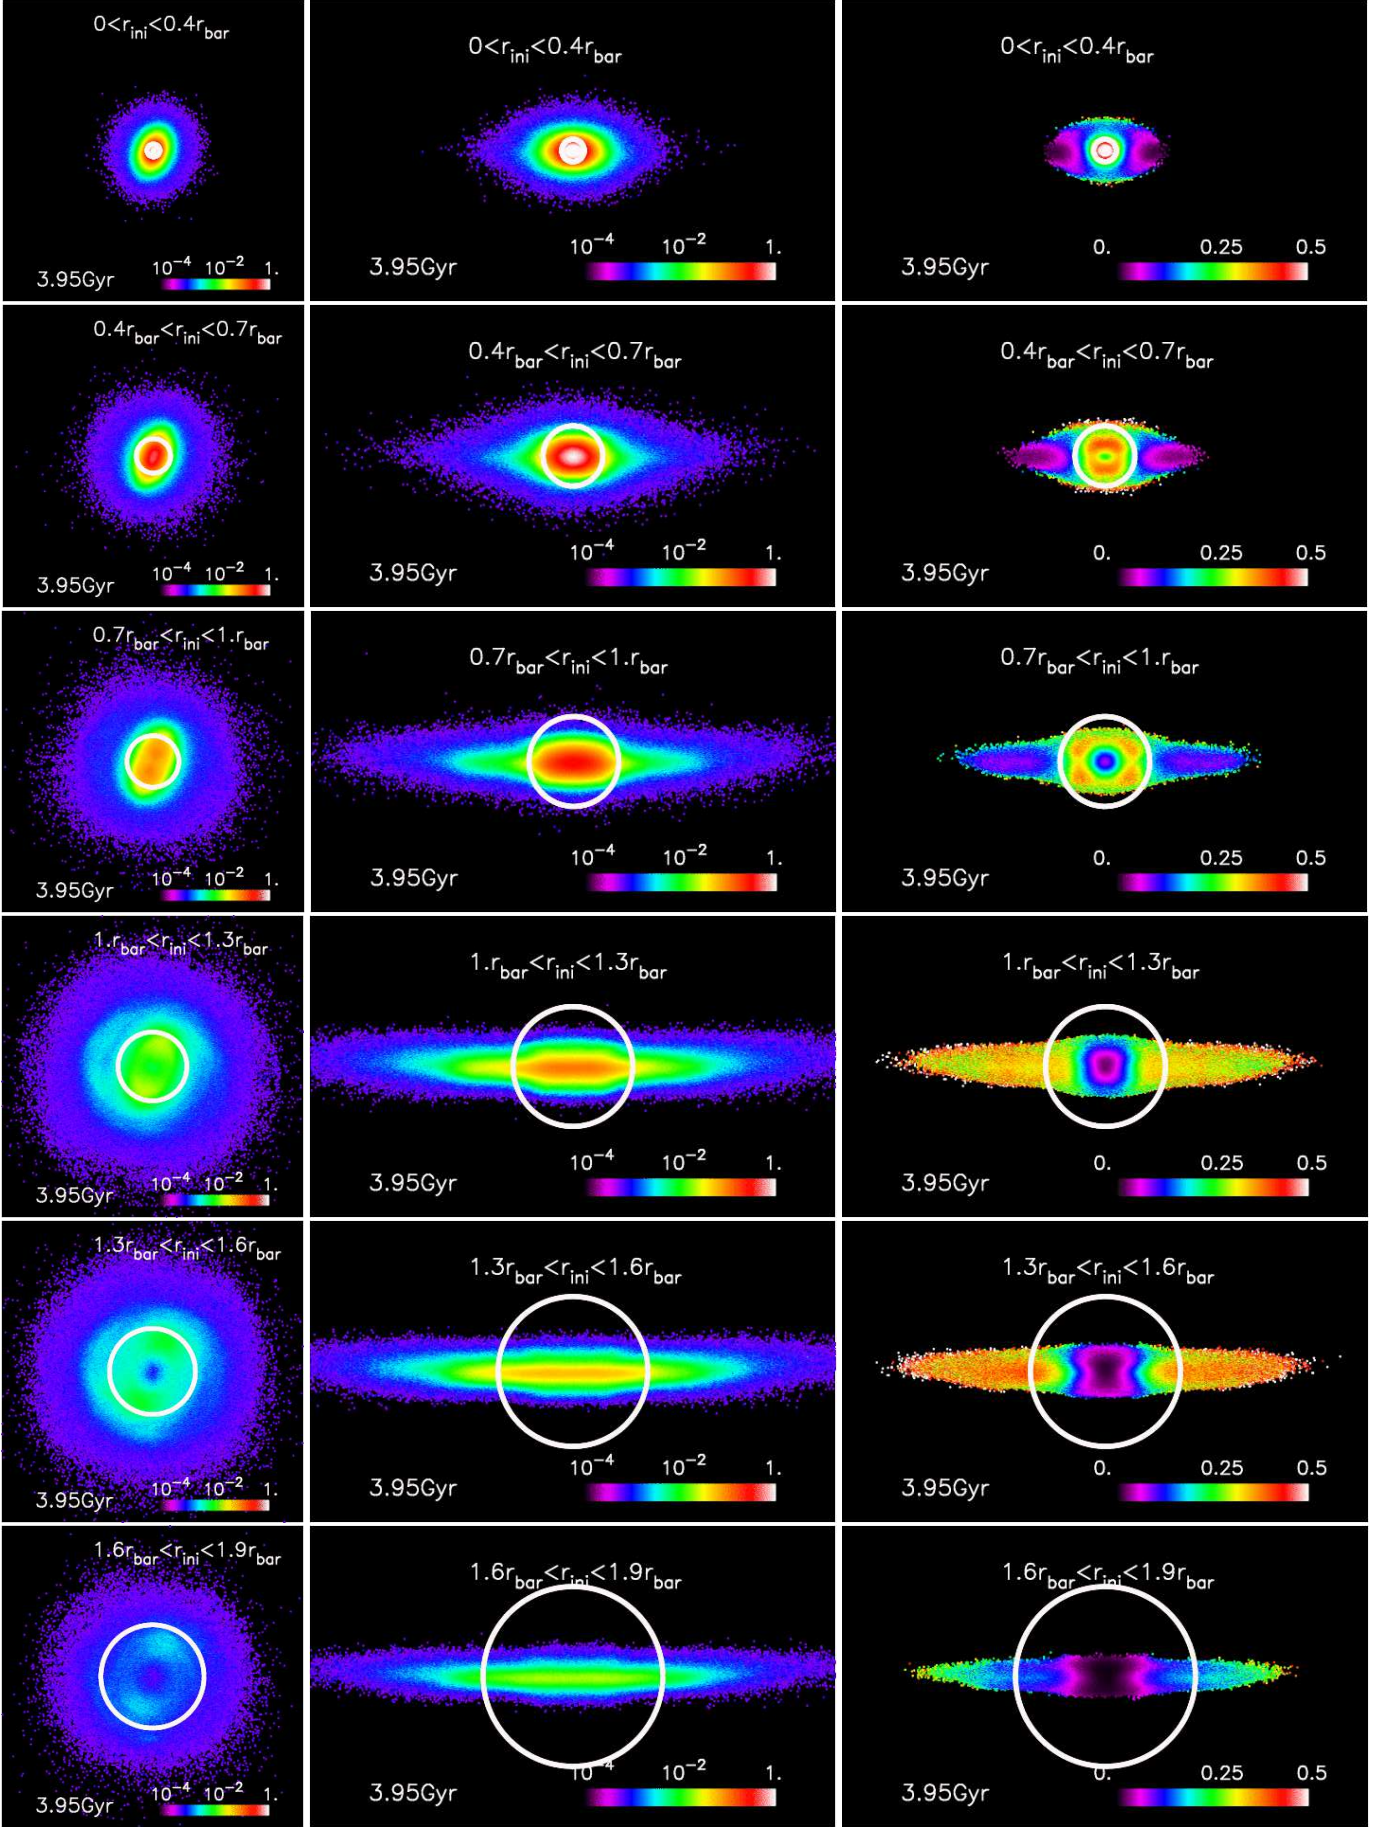 0<r_ini<0.4r_bar
10⁻⁴ 10⁻² 1.
3.95Gyr
0<r_ini<0.4r_bar
10⁻⁴ 10⁻² 1.
3.95Gyr
0<r_ini<0.4r_bar
0. 0.25 0.5
3.95Gyr
0.4r_bar<r_ini<0.7r_bar
10⁻⁴ 10⁻² 1.
3.95Gyr
0.4r_bar<r_ini<0.7r_bar
10⁻⁴ 10⁻² 1.
3.95Gyr
0.4r_bar<r_ini<0.7r_bar
0. 0.25 0.5
3.95Gyr
0.7r_bar<r_ini<1.r_bar
10⁻⁴ 10⁻² 1.
3.95Gyr
0.7r_bar<r_ini<1.r_bar
10⁻⁴ 10⁻² 1.
3.95Gyr
0.7r_bar<r_ini<1.r_bar
0. 0.25 0.5
3.95Gyr
1.r_bar<r_ini<1.3r_bar
10⁻⁴ 10⁻² 1.
3.95Gyr
1.r_bar<r_ini<1.3r_bar
10⁻⁴ 10⁻² 1.
3.95Gyr
1.r_bar<r_ini<1.3r_bar
0. 0.25 0.5
3.95Gyr
1.3r_bar<r_ini<1.6r_bar
10⁻⁴ 10⁻² 1.
3.95Gyr
1.3r_bar<r_ini<1.6r_bar
10⁻⁴ 10⁻² 1.
3.95Gyr
1.3r_bar<r_ini<1.6r_bar
0. 0.25 0.5
3.95Gyr
1.6r_bar<r_ini<1.9r_bar
10⁻⁴ 10⁻² 1.
3.95Gyr
1.6r_bar<r_ini<1.9r_bar
10⁻⁴ 10⁻² 1.
3.95Gyr
1.6r_bar<r_ini<1.9r_bar
0. 0.25 0.5
3.95Gyr